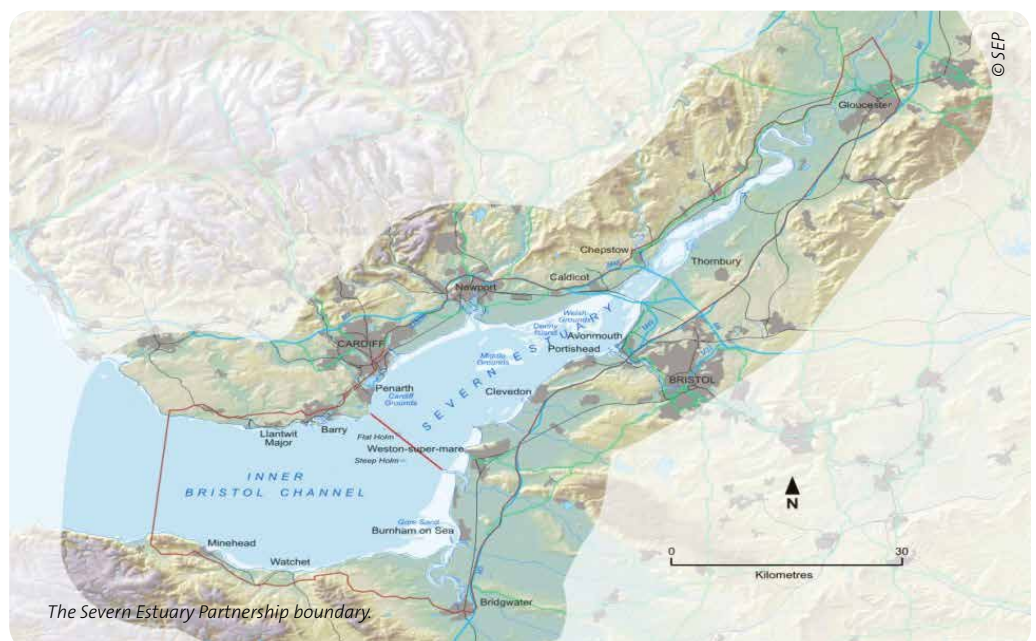 © SEP
Gloucester
Chepstow
Thornbury
Caldicot
Newport
Welsh
Grounds
Denny
Island
Avonmouth
Portishead
CARDIFF
Middle
Grounds
SEVERN ESTUARY
BRISTOL
Penarth
Cardiff
Grounds
Clevedon
Llantwit
Major
Barry
Flat Holm
Weston-super-mare
Steep Holm
INNER
BRISTOL CHANNEL
N
Gore Sand
Burnham on Sea
Minehead
0 30
Watchet
Kilometres
Bridgwater
The Severn Estuary Partnership boundary.